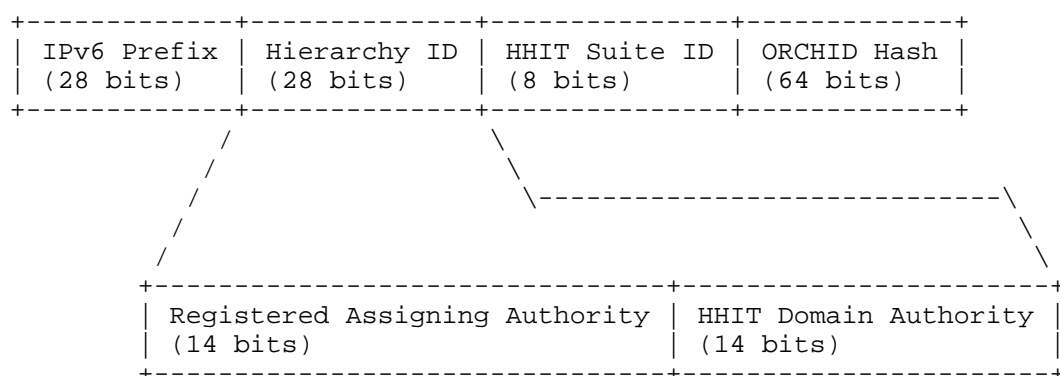 IPv6 Prefix | Hierarchy ID | HHIT Suite ID | ORCHID Hash
(28 bits) | (28 bits) | (8 bits) | (64 bits)
Registered Assigning Authority | HHIT Domain Authority
(14 bits) | (14 bits)